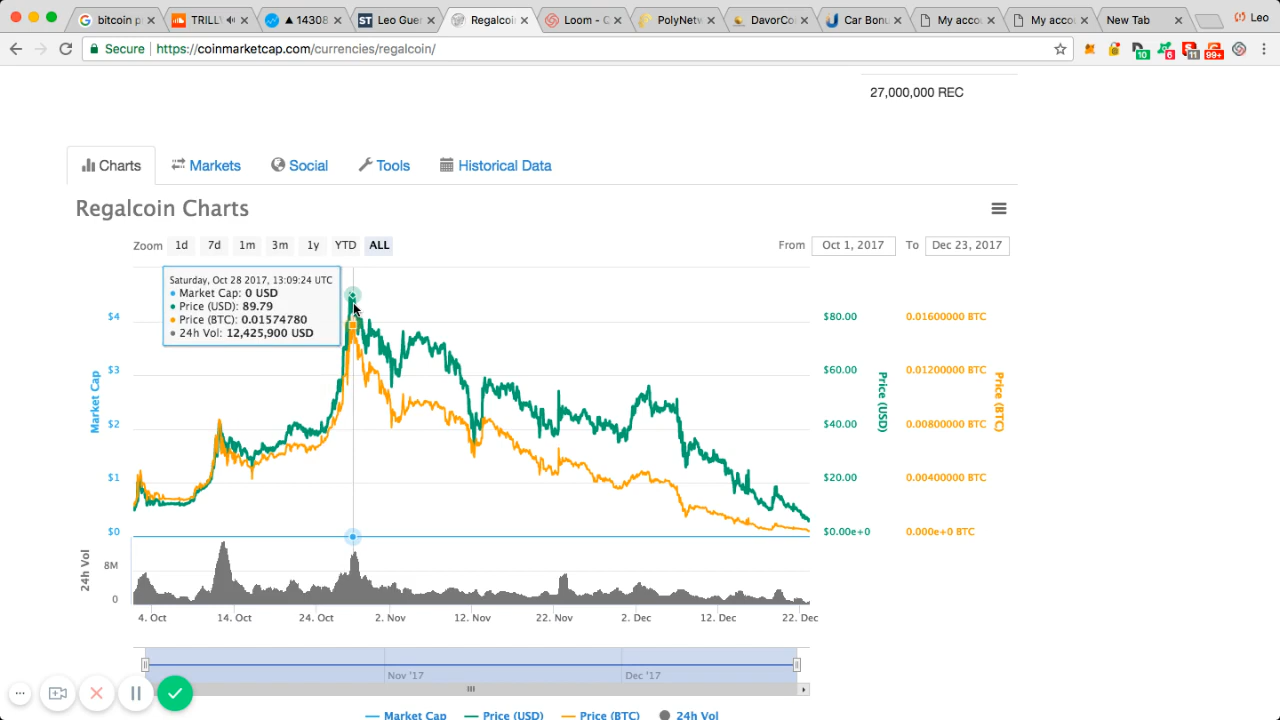 bitcoin p
TRILLV
▲ 14308
Leo Guer
Regalcoi
Loom - C
PolyNetw
DavorCo
Car Bonu
My acco
My accou
New Tab
Leo
Secure
https://coinmarketcap.com/currencies/regalcoin/
10
6
11
99+
27,000,000 REC
Charts
Markets
Social
Tools
Historical Data
Regalcoin Charts
Zoom 1d 7d 1m 3m 1y YTD ALL
From Oct 1, 2017 To Dec 23, 2017
Saturday, Oct 28 2017, 13:09:24 UTC
● Market Cap: 0 USD
● Price (USD): 89.79
● Price (BTC): 0.01574780
● 24h Vol: 12,425,900 USD
$4
$3
$2
$1
$0
Market Cap
$80.00
$60.00
$40.00
$20.00
$0.00e+0
Price (USD)
0.01600000 BTC
0.01200000 BTC
0.00800000 BTC
0.00400000 BTC
0.000e+0 BTC
Price (BTC)
24h Vol
8M
0
4. Oct
14. Oct
24. Oct
2. Nov
12. Nov
22. Nov
2. Dec
12. Dec
22. Dec
Nov '17
Dec '17
Market Cap
Price (USD)
Price (BTC)
24h Vol